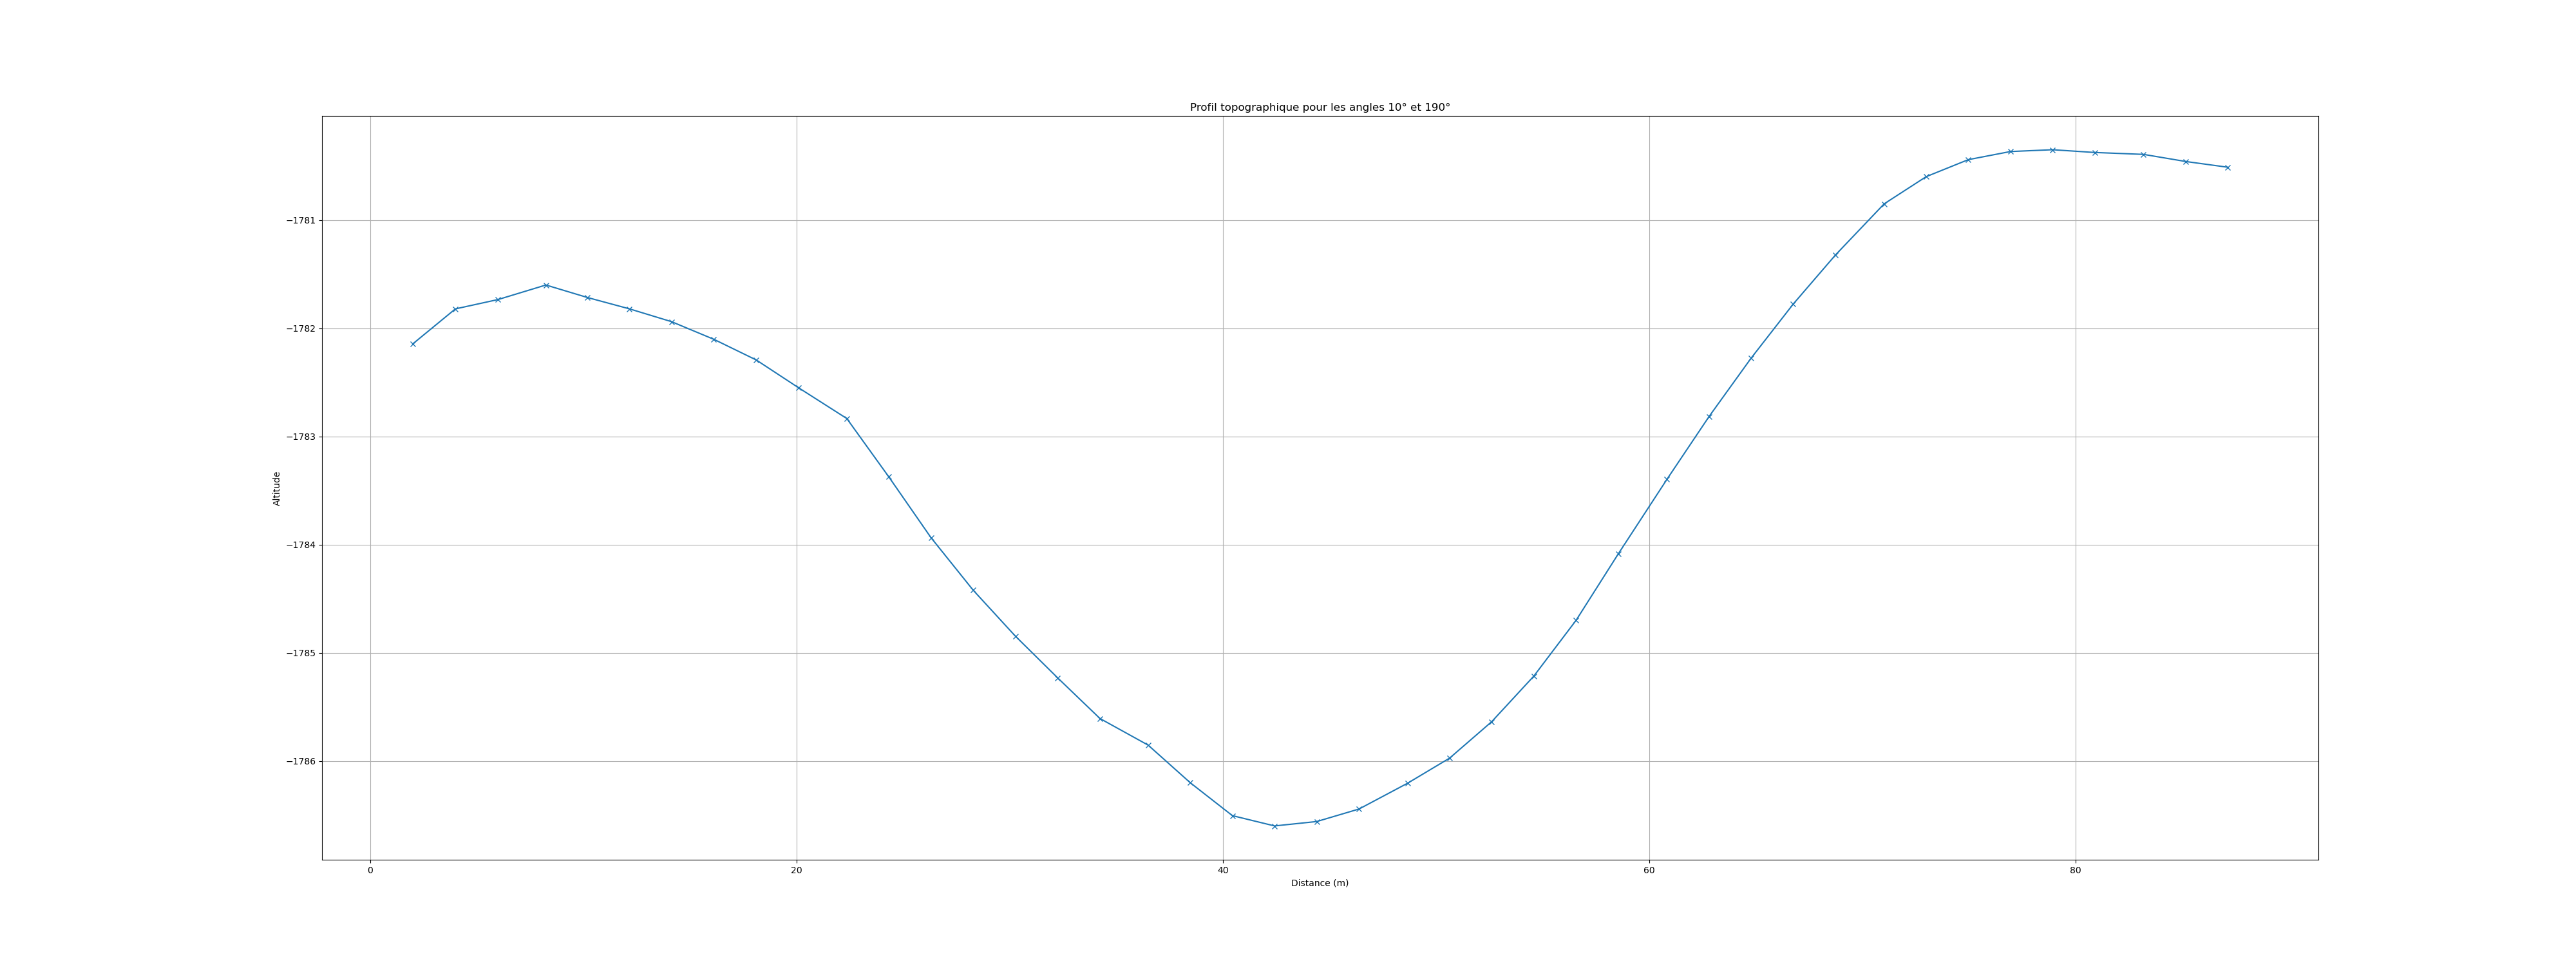 Profil topographique pour les angles 10° et 190°
Altitude
−1781
−1782
−1783
−1784
−1785
−1786
0 20 40 60 80
Distance (m)